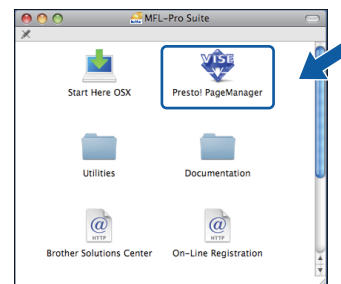 MFL-Pro Suite
VISE
Start Here OSX
Presto! PageManager
Utilities
Documentation
@
HTTP
@
HTTP
Brother Solutions Center
On-Line Registration